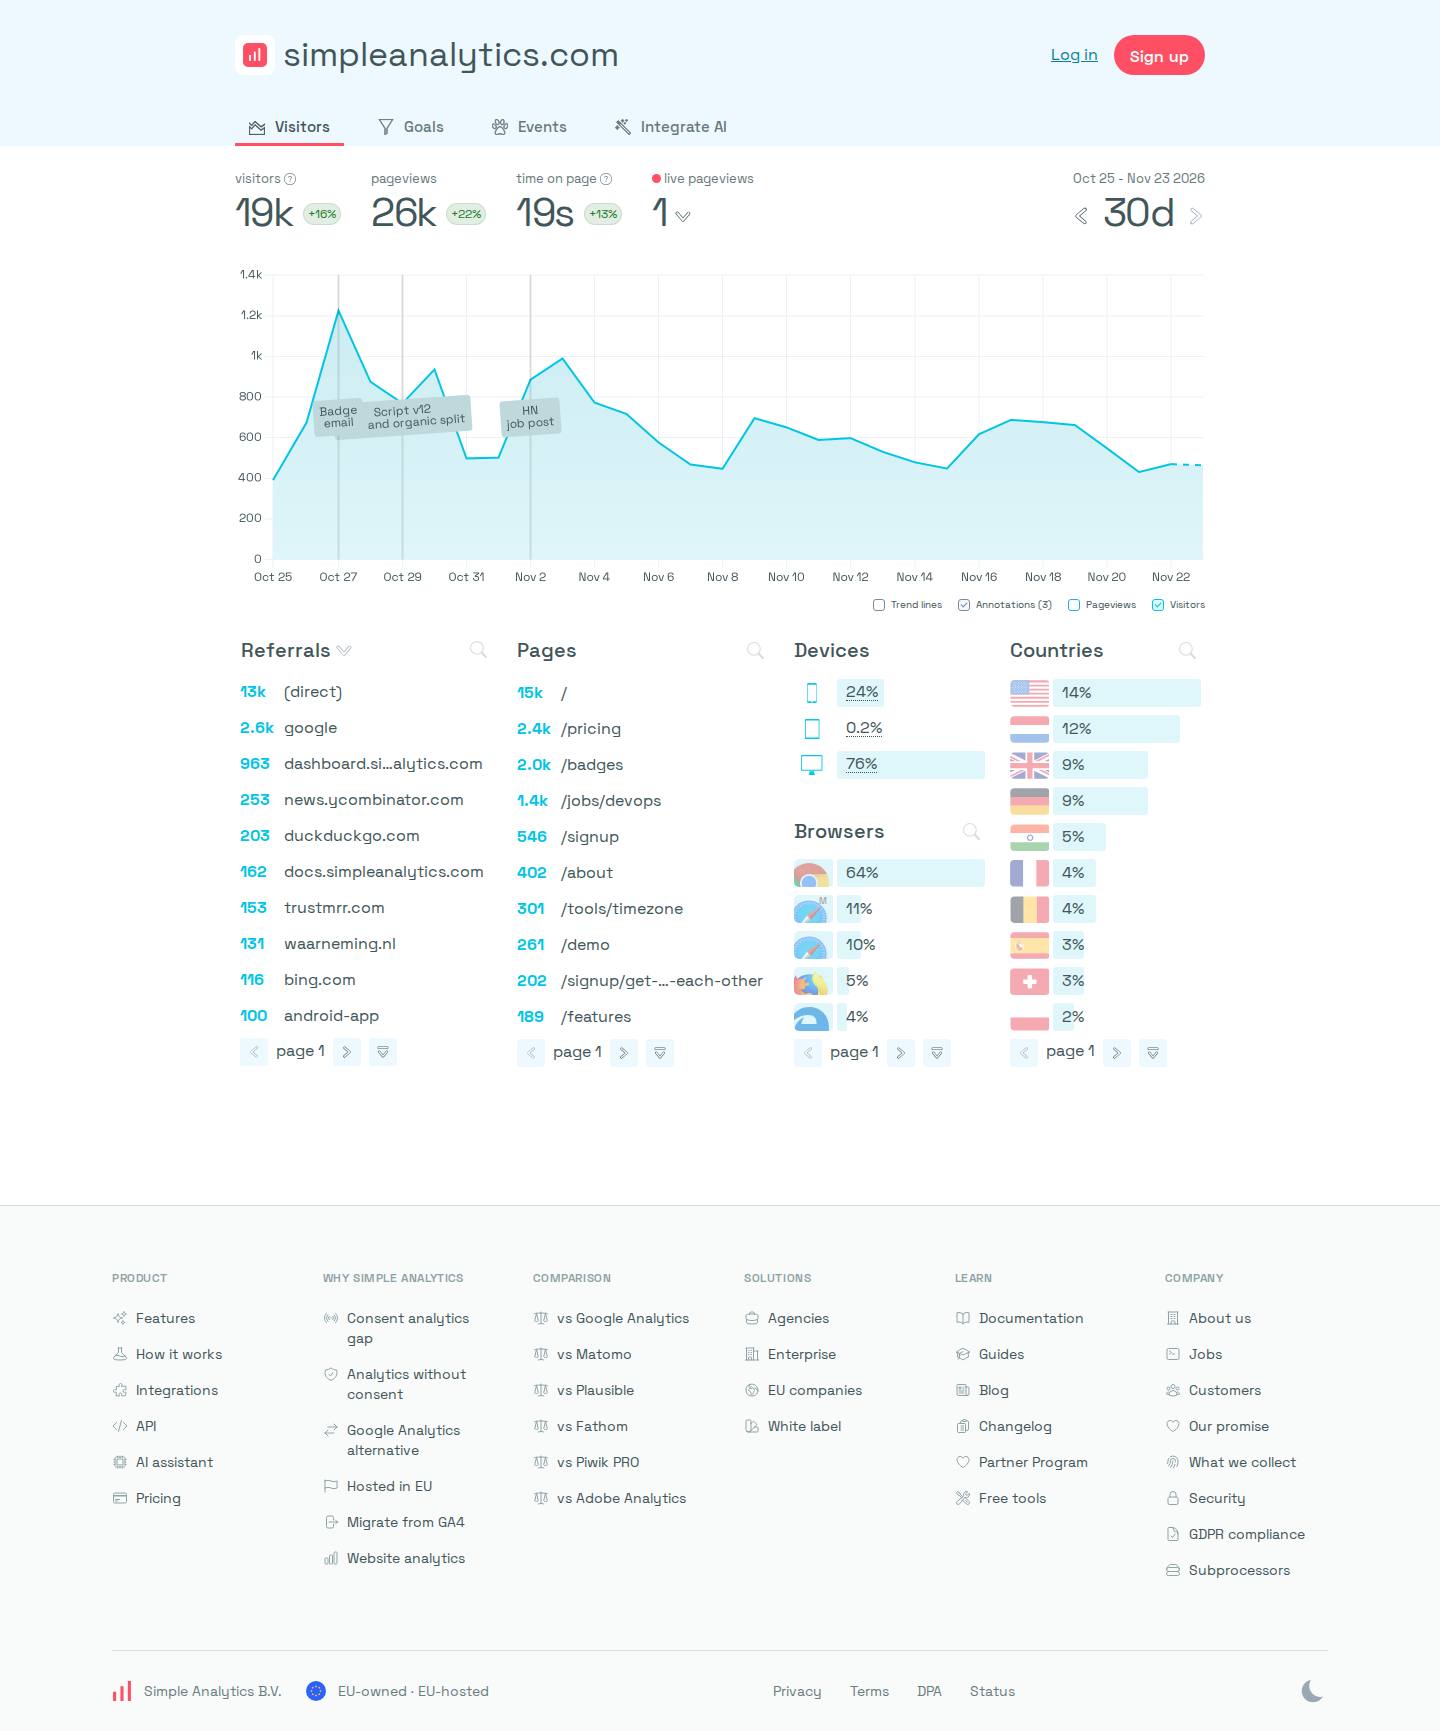 simpleanalytics.com
Log in
Sign up
Visitors
Goals
Events
Integrate AI
visitors
19k +16%
pageviews
26k +22%
time on page
19s +13%
live pageviews
1
Oct 25 - Nov 23 2026
30d
1.4k
1.2k
1k
800
600
400
200
0
Badge
email
Script v12
and organic split
HN
job post
Oct 25 Oct 27 Oct 29 Oct 31 Nov 2 Nov 4 Nov 6 Nov 8 Nov 10 Nov 12 Nov 14 Nov 16 Nov 18 Nov 20 Nov 22
Trend lines Annotations (3) Pageviews Visitors
Referrals
13k (direct)
2.6k google
963 dashboard.si...alytics.com
253 news.ycombinator.com
203 duckduckgo.com
162 docs.simpleanalytics.com
153 trustmrr.com
131 waarneming.nl
116 bing.com
100 android-app
page 1
Pages
15k /
2.4k /pricing
2.0k /badges
1.4k /jobs/devops
546 /signup
402 /about
301 /tools/timezone
261 /demo
202 /signup/get-...-each-other
189 /features
page 1
Devices
24%
0.2%
76%
Browsers
64%
M
11%
10%
5%
4%
page 1
Countries
14%
12%
9%
9%
5%
4%
4%
3%
3%
2%
page 1
PRODUCT
Features
How it works
Integrations
API
AI assistant
Pricing
WHY SIMPLE ANALYTICS
Consent analytics
gap
Analytics without
consent
Google Analytics
alternative
Hosted in EU
Migrate from GA4
Website analytics
COMPARISON
vs Google Analytics
vs Matomo
vs Plausible
vs Fathom
vs Piwik PRO
vs Adobe Analytics
SOLUTIONS
Agencies
Enterprise
EU companies
White label
LEARN
Documentation
Guides
Blog
Changelog
Partner Program
Free tools
COMPANY
About us
Jobs
Customers
Our promise
What we collect
Security
GDPR compliance
Subprocessors
Simple Analytics B.V.
EU-owned · EU-hosted
Privacy
Terms
DPA
Status